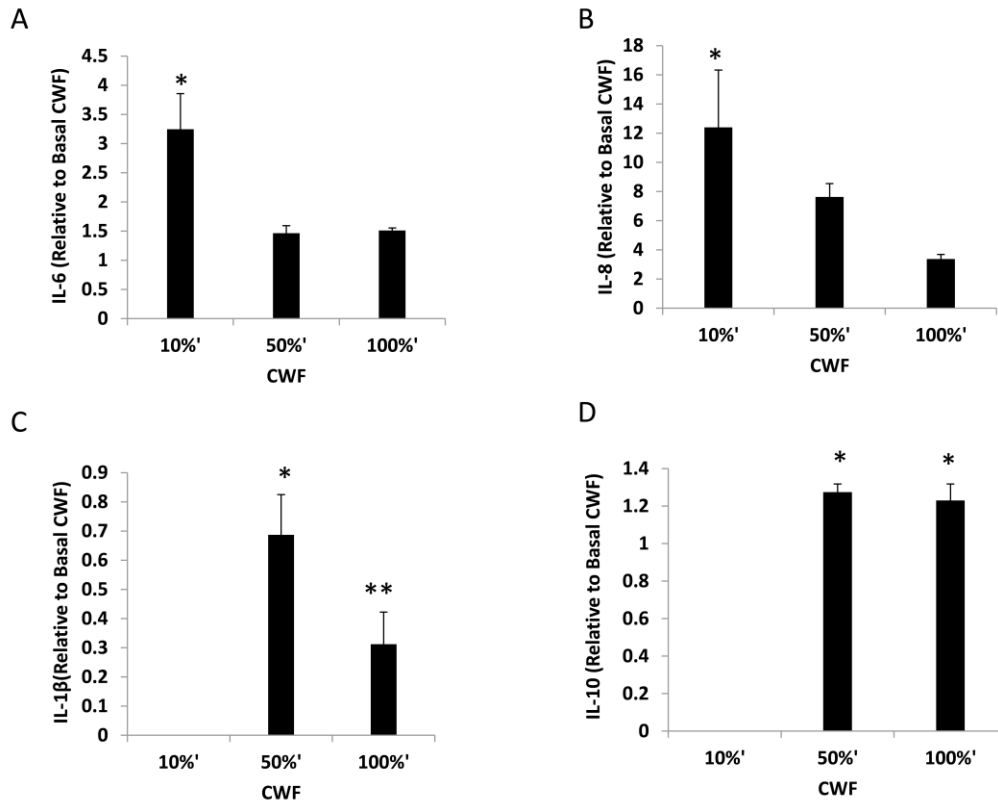 A
IL-6 (Relative to Basal CWF)
4.5
4
3.5
3
2.5
2
1.5
1
0.5
0
*
10%' 50%' 100%'
CWF
B
IL-8 (Relative to Basal CWF)
18
16
14
12
10
8
6
4
2
0
*
10%' 50%' 100%'
CWF
C
IL-1β(Relative to Basal CWF)
0.9
0.8
0.7
0.6
0.5
0.4
0.3
0.2
0.1
0
*
**
10%' 50%' 100%'
CWF
D
IL-10 (Relative to Basal CWF)
1.4
1.2
1
0.8
0.6
0.4
0.2
0
* *
10%' 50%' 100%'
CWF